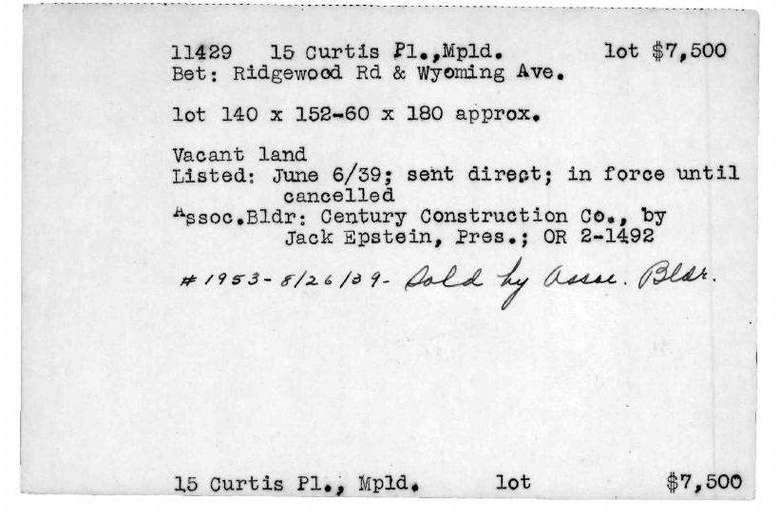 11429 15 Curtis Pl.,Mpld. lot $7,500
Bet: Ridgewood Rd & Wyoming Ave.
lot 140 x 152-60 x 180 approx.
Vacant land
Listed: June 6/39; sent direct; in force until
cancelled
Assoc.Bldr: Century Construction Co., by
Jack Epstein, Pres.; OR 2-1492
# 1953 - 8/26/39 - Sold by Assoc. Bldr.
15 Curtis Pl., Mpld. lot $7,500